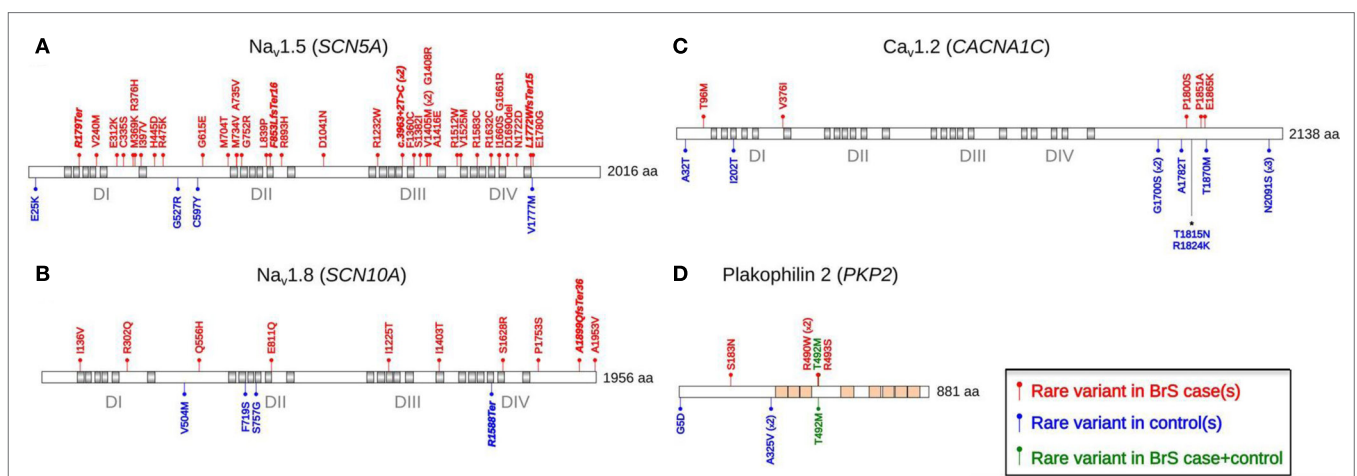 A
Nav1.5 (SCN5A)
R179Ter
V240M
E312K
C335S
M369K
R376H
I397V
H445D
R475K
G615E
M704T
M734V
A735V
G752R
L839P
F853LfsTer16
R893H
D1041N
R1232W
c.3963+2T>C (x2)
F1360C
S1382I
V1405M (x2)
G1408R
A1416E
R1512W
V1525M
R1583C
R1632C
I1660S
G1661R
D1690del
N1722D
L1772WfsTer15
E1780G
2016 aa
DI
DII
DIII
DIV
E25K
G527R
C597Y
V1777M
B
Nav1.8 (SCN10A)
I136V
R302Q
Q556H
E811Q
I1225T
I1403T
S1628R
P1753S
A1899QfsTer36
A1953V
1956 aa
DI
DII
DIII
DIV
V504M
F719S
S757G
R1588Ter
C
Cav1.2 (CACNA1C)
T96M
V376I
P1800S
P1851A
E1865K
2138 aa
DI
DII
DIII
DIV
A32T
I202T
G1700S (x2)
A1782T
*
T1815N
R1824K
T1870M
N2091S (x3)
D
Plakophilin 2 (PKP2)
S183N
R490W (x2)
T492M
R493S
881 aa
G5D
A325V (x2)
T492M
Rare variant in BrS case(s)
Rare variant in control(s)
Rare variant in BrS case+control